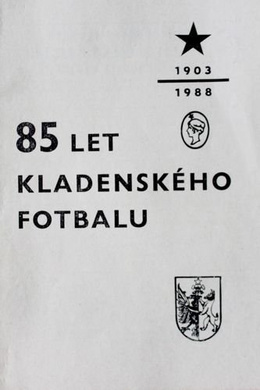 1903
1988
85 LET
KLADENSKÉHO
FOTBALU